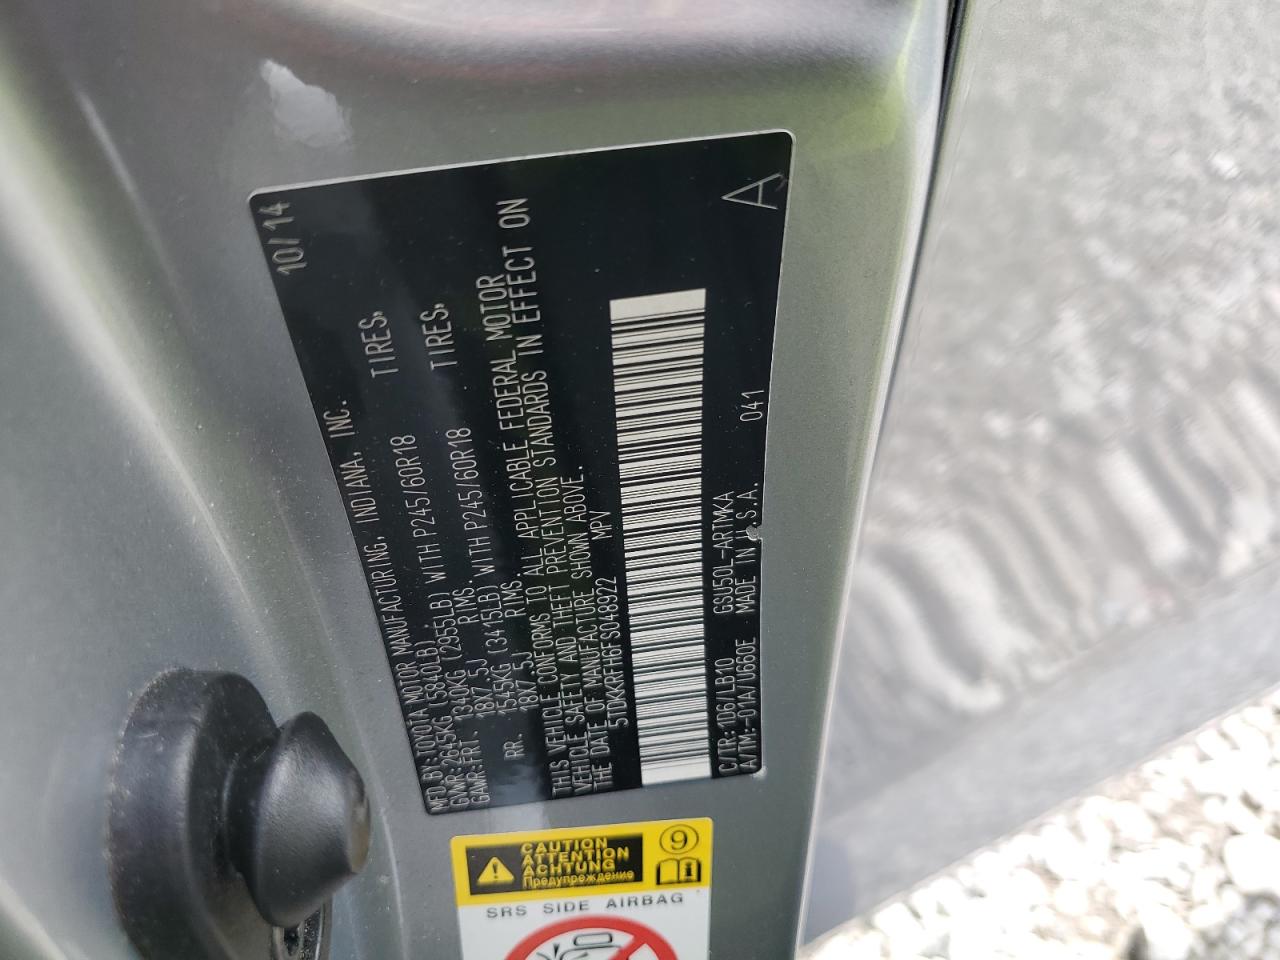 MFD. BY: TOYOTA MOTOR MANUFACTURING, INDIANA, INC. 10/14
GVWR: 2645KG (5840LB)
GAWR: FRT. 1340KG (2955LB) WITH P245/60R18 TIRES,
18X7.5J RIMS.
RR. 1545KG (3415LB) WITH P245/60R18 TIRES,
18X7.5J RIMS.
THIS VEHICLE CONFORMS TO ALL APPLICABLE FEDERAL MOTOR
VEHICLE SAFETY AND THEFT PREVENTION STANDARDS IN EFFECT ON
THE DATE OF MANUFACTURE SHOWN ABOVE.
5TDKKRFH6FS048922 MPV
C/TR: 1D6/LB10 GSU50L-ARTMKA
A/TM: -01A/U660E MADE IN U.S.A. 041
A
CAUTION
ATTENTION
ACHTUNG
Предупреждение
9
SRS SIDE AIRBAG